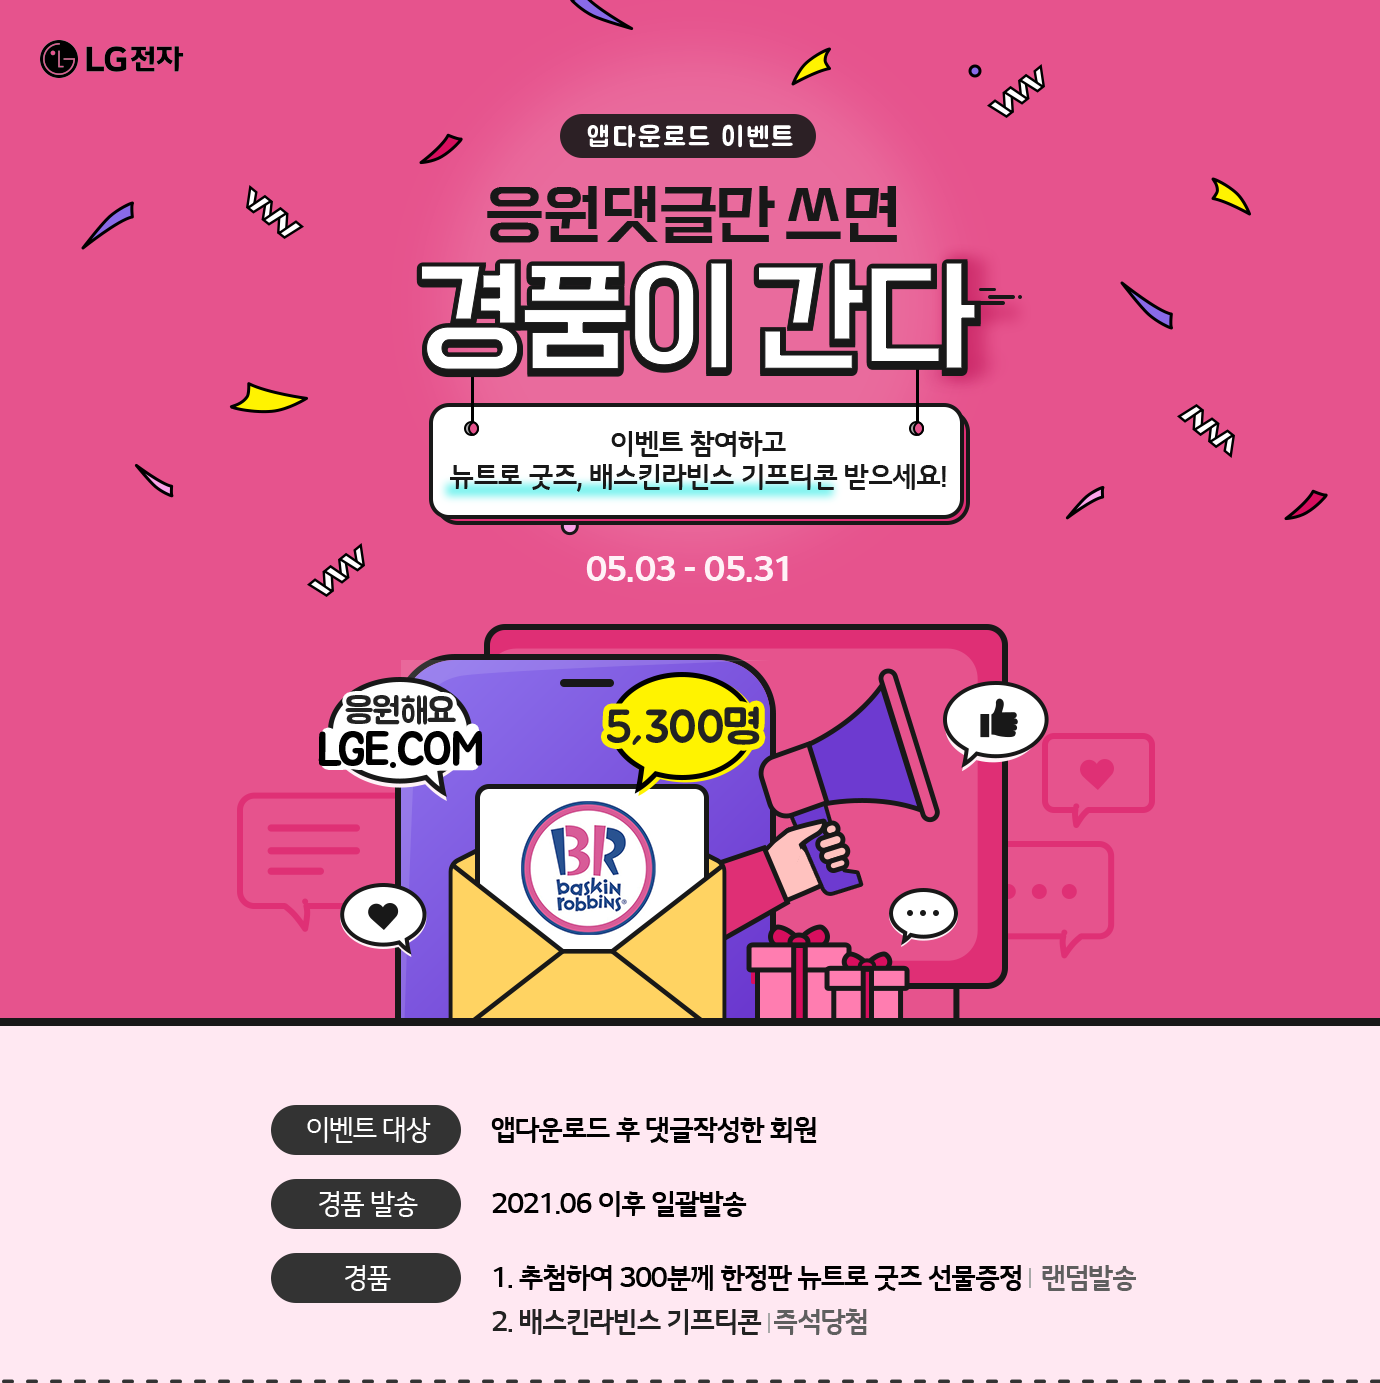 LG전자
앱다운로드 이벤트
응원댓글만 쓰면
경품이 간다
이벤트 참여하고
뉴트로 굿즈, 배스킨라빈스 기프티콘 받으세요!
05.03 - 05.31
응원해요
LGE.COM
5,300명
BR
baskin
robbins®
이벤트 대상
앱다운로드 후 댓글작성한 회원
경품 발송
2021.06 이후 일괄발송
경품
1. 추첨하여 300분께 한정판 뉴트로 굿즈 선물증정 | 랜덤발송
2. 배스킨라빈스 기프티콘 | 즉석당첨